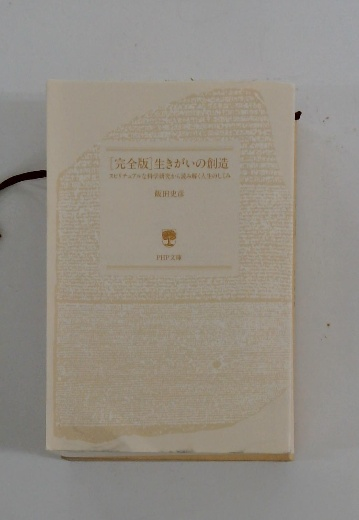 [完全版]生きがいの創造
スピリチュアルな科学研究から読み解く人生のしくみ
飯田史彦
PHP文庫